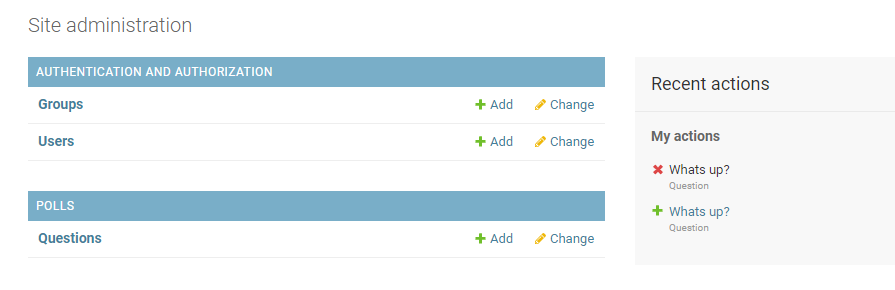 Site administration
AUTHENTICATION AND AUTHORIZATION
Groups Add Change
Users Add Change
POLLS
Questions Add Change
Recent actions
My actions
Whats up?
Question
Whats up?
Question